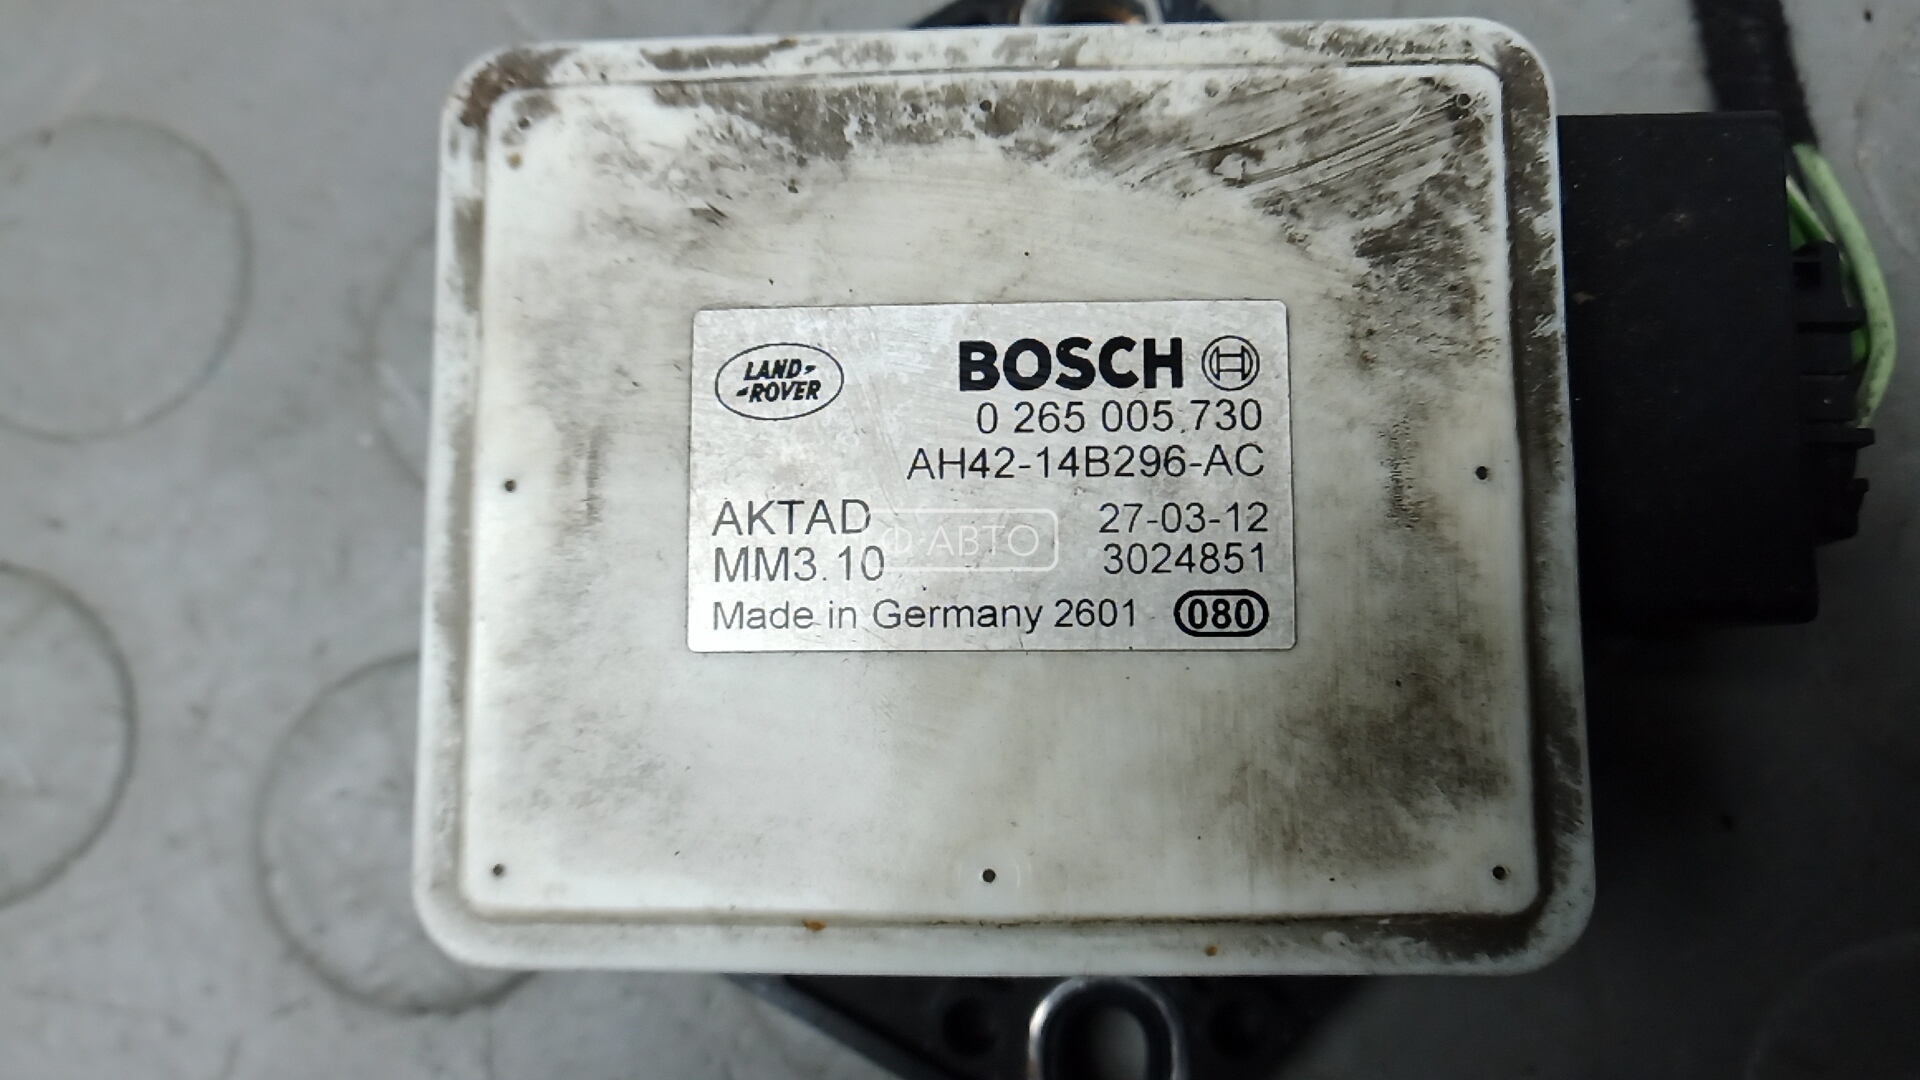 LAND-
-ROVER
BOSCH
0 265 005 730
AH42-14B296-AC
AKTAD 27-03-12
Ф АВТО
MM3.10 3024851
Made in Germany 2601 080